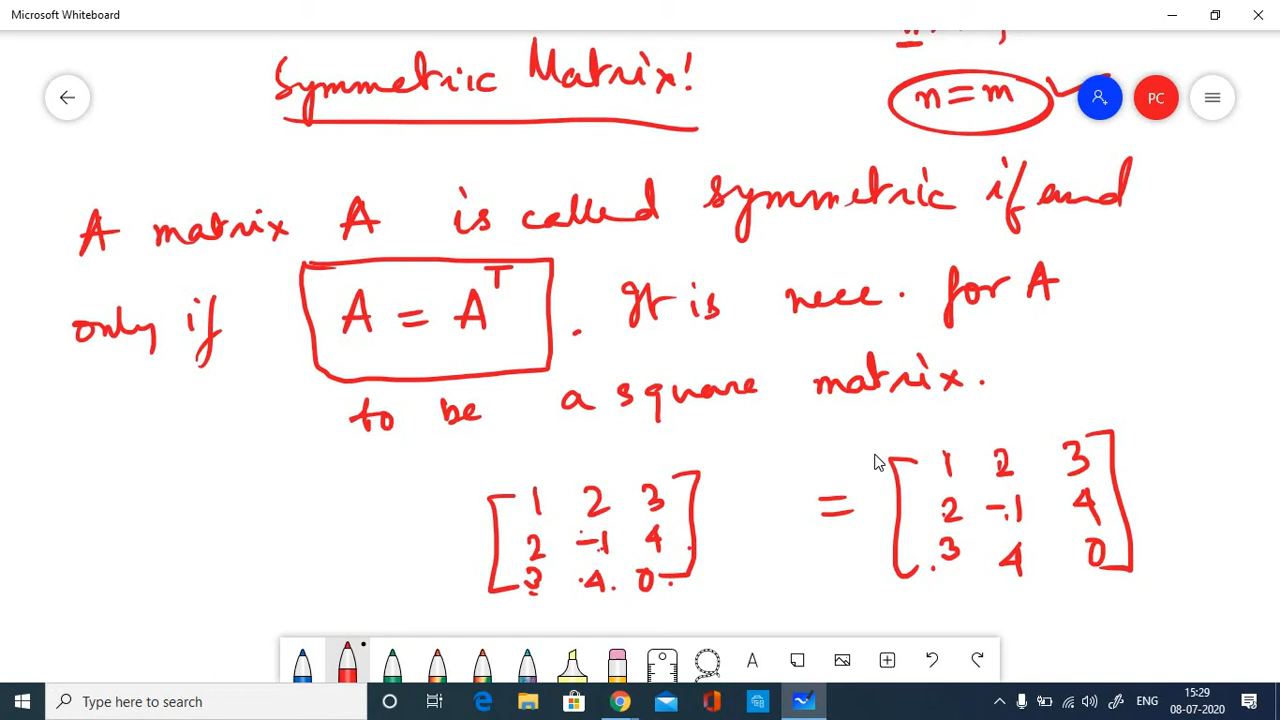 Microsoft Whiteboard
Symmetric Matrix!
n = m
PC
A matrix A is called symmetric if and
only if A = A^T. It is nece. for A
to be a square matrix.
[1 2 3] = [1 2 3]
[2 -1 4] [2 -1 4]
[3 4 0] [3 4 0]
A
Type here to search
ENG
15:29
08-07-2020